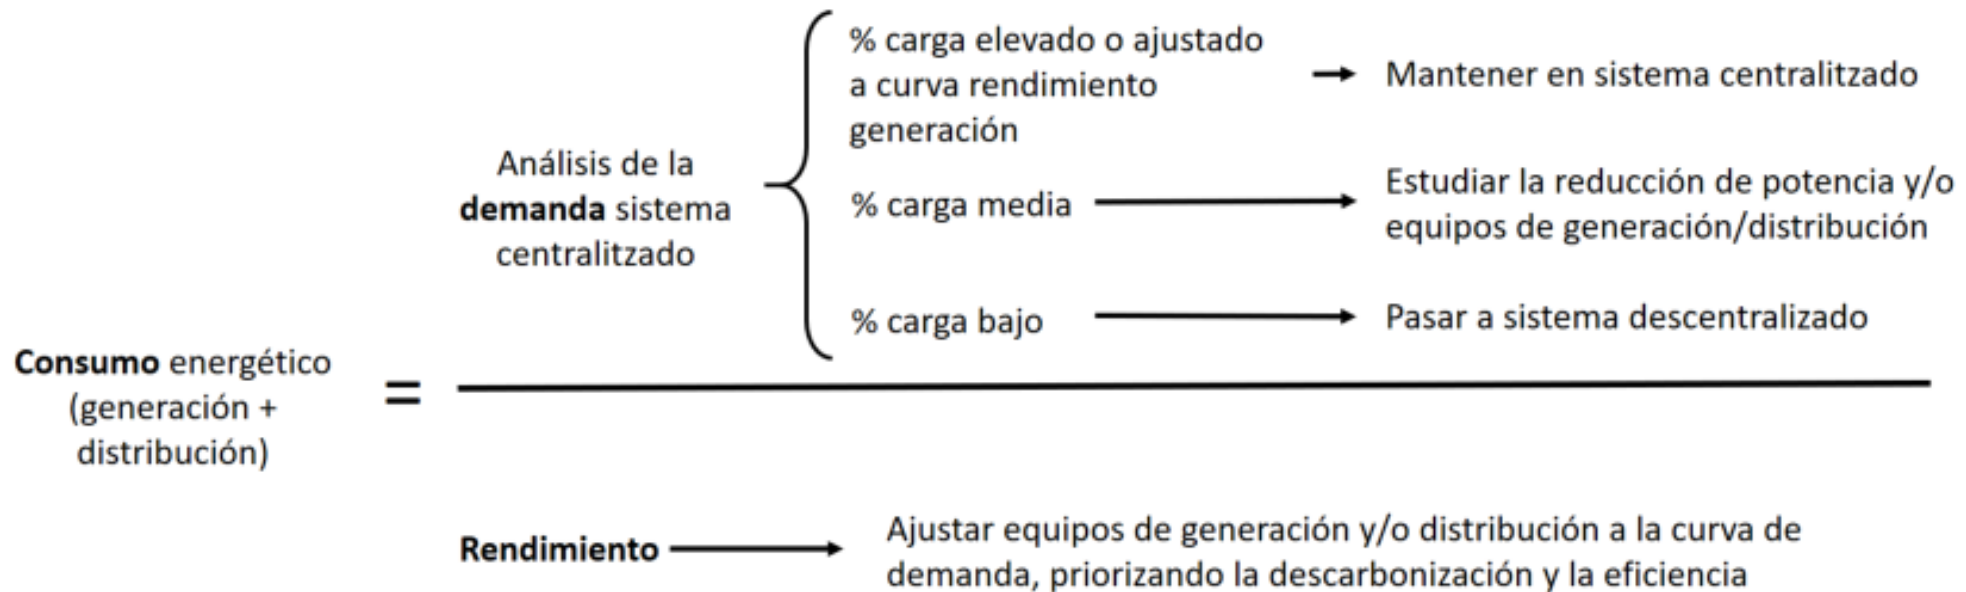 % carga elevado o ajustado
a curva rendimiento
generación
Mantener en sistema centralitzado
Análisis de la
demanda sistema
centralitzado
% carga media
Estudiar la reducción de potencia y/o
equipos de generación/distribución
% carga bajo
Pasar a sistema descentralizado
Consumo energético
(generación +
distribución)
=
Rendimiento
Ajustar equipos de generación y/o distribución a la curva de
demanda, priorizando la descarbonización y la eficiencia